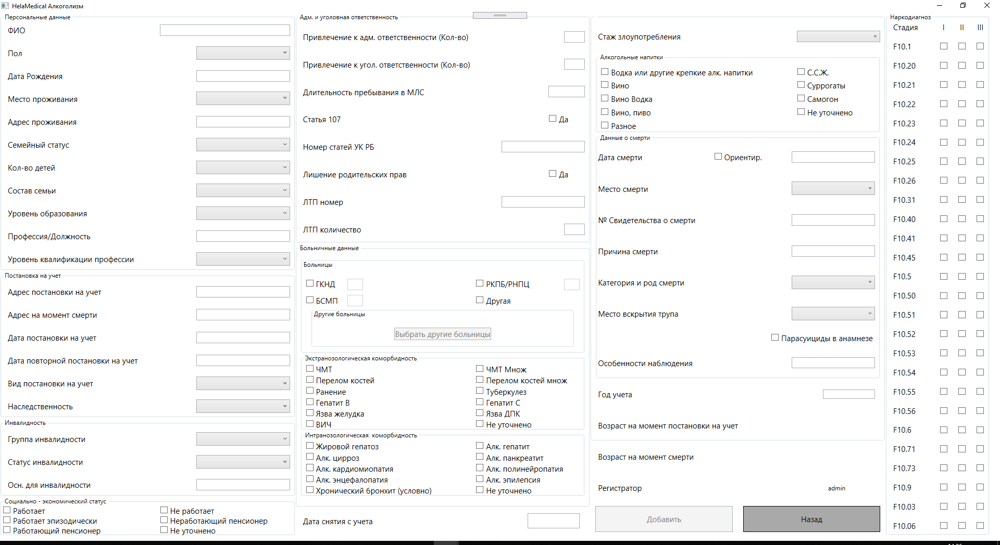 HelaMedical Алкоголизм
Персональные данные
ФИО
Пол
Дата Рождения
Место проживания
Адрес проживания
Семейный статус
Кол-во детей
Состав семьи
Уровень образования
Профессия/Должность
Уровень квалификации профессии
Постановка на учет
Адрес постановки на учет
Адрес на момент смерти
Дата постановки на учет
Дата повторной постановки на учет
Вид постановки на учет
Наследственность
Инвалидность
Группа инвалидности
Статус инвалидности
Осн. для инвалидности
Социально - экономический статус
Работает
Не работает
Работает эпизодически
Неработающий пенсионер
Работающий пенсионер
Не уточнено
Адм. и уголовная ответственность
Привлечение к адм. ответственности (Кол-во)
Привлечение к угол. ответственности (Кол-во)
Длительность пребывания в МЛС
Статья 107
Да
Номер статей УК РБ
Лишение родительских прав
Да
ЛТП номер
ЛТП количество
Больничные данные
Больницы
ГКНД
РКПБ/РНПЦ
БСМП
Другая
Другие больницы
Выбрать другие больницы
Экстранозологическая коморбидность
ЧМТ
ЧМТ Множ
Перелом костей
Перелом костей множ
Ранение
Туберкулез
Гепатит B
Гепатит C
Язва желудка
Язва ДПК
ВИЧ
Не уточнено
Интранозологическая коморбидность
Жировой гепатоз
Алк. гепатит
Алк. цирроз
Алк. панкреатит
Алк. кардиомиопатия
Алк. полинейропатия
Алк. энцефалопатия
Алк. эпилепсия
Хронический бронхит (условно)
Не уточнено
Дата снятия с учета
Стаж злоупотребления
Алкогольные напитки
Водка или другие крепкие алк. напитки
С.С.Ж.
Вино
Суррогаты
Вино Водка
Самогон
Вино, пиво
Не уточнено
Разное
Данные о смерти
Дата смерти
Ориентир.
Место смерти
№ Свидетельства о смерти
Причина смерти
Категория и род смерти
Место вскрытия трупа
Парасуициды в анамнезе
Особенности наблюдения
Год учета
Возраст на момент постановки на учет
Возраст на момент смерти
Регистратор
admin
Добавить
Назад
Наркодиагноз
Стадия I II III
F10.1
F10.20
F10.21
F10.22
F10.23
F10.24
F10.25
F10.26
F10.31
F10.40
F10.41
F10.45
F10.5
F10.50
F10.51
F10.52
F10.53
F10.54
F10.55
F10.56
F10.6
F10.71
F10.73
F10.9
F10.03
F10.06